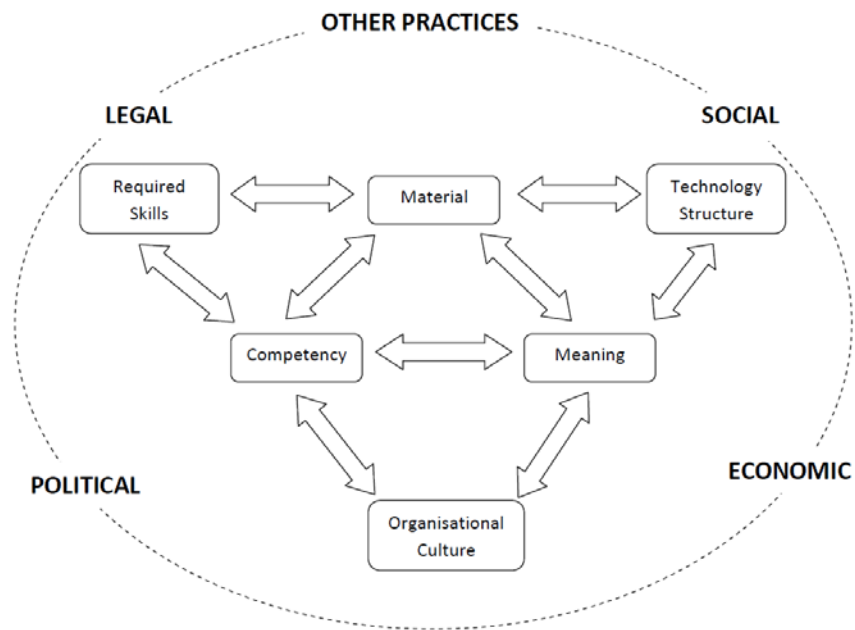 OTHER PRACTICES
LEGAL
SOCIAL
Required
Skills
Material
Technology
Structure
Competency
Meaning
POLITICAL
ECONOMIC
Organisational
Culture